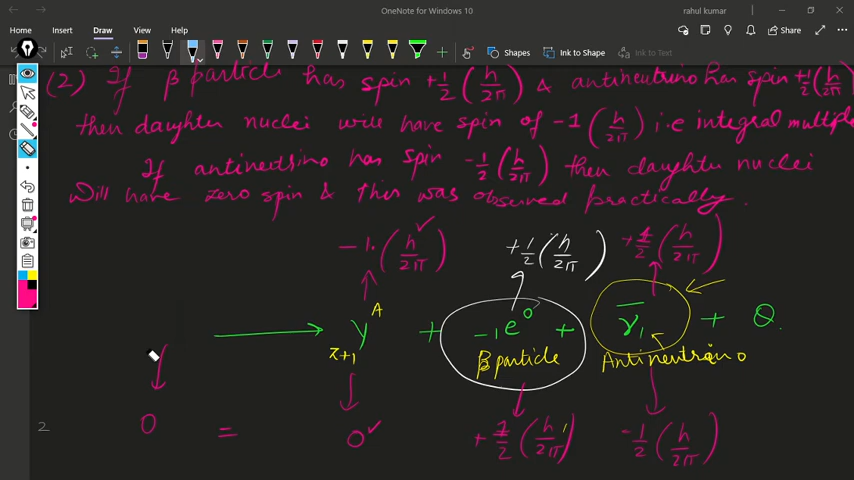 OneNote for Windows 10
rahul kumar
Home Insert Draw View Help
Share
Shapes Ink to Shape Ink to Text
(2) If β particle has spin +1/2 (h/2π) & antineutrino has spin +1/2 (h/2π)
then daughter nuclei will have spin of -1 (h/2π) i.e integral multiple
If antineutrino has spin -1/2 (h/2π) then daughter nuclei
will have zero spin & this was observed practically.
-1. (h/2π) ✓ +1/2 (h/2π) +1/2 (h/2π)
→ z+1 y A + -1 e 0 + ν̄ + Q.
β particle Antineutrino
0 = 0 ✓ +1/2 (h/2π) -1/2 (h/2π)
2